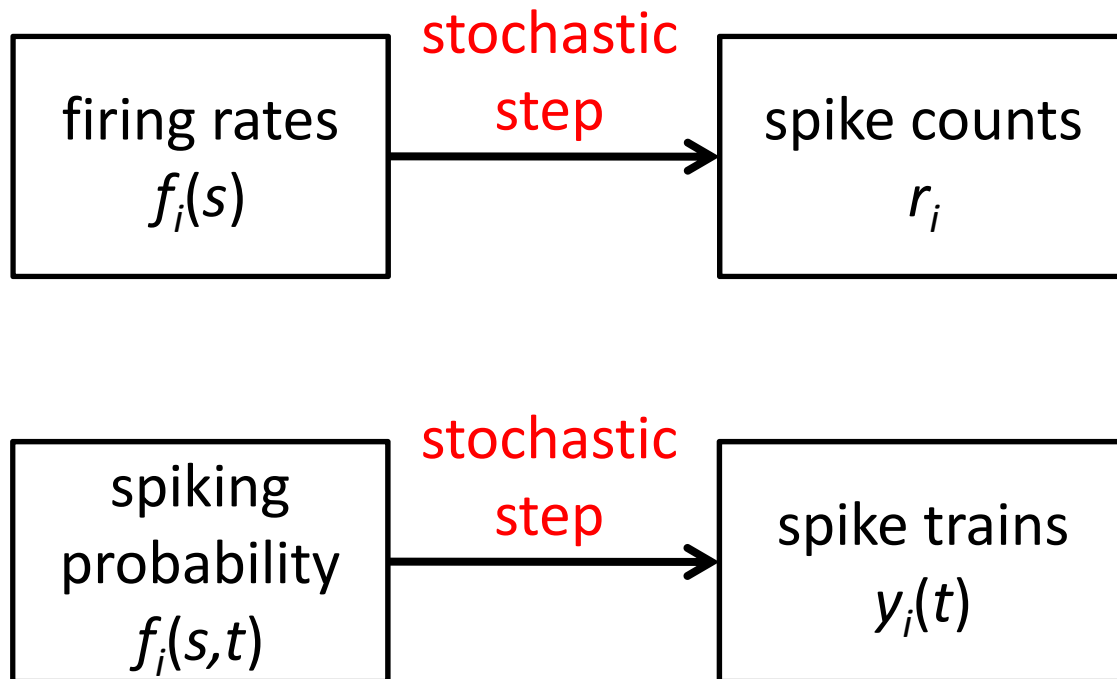 firing rates
fᵢ(s)
stochastic
step
spike counts
rᵢ
spiking
probability
fᵢ(s,t)
stochastic
step
spike trains
yᵢ(t)